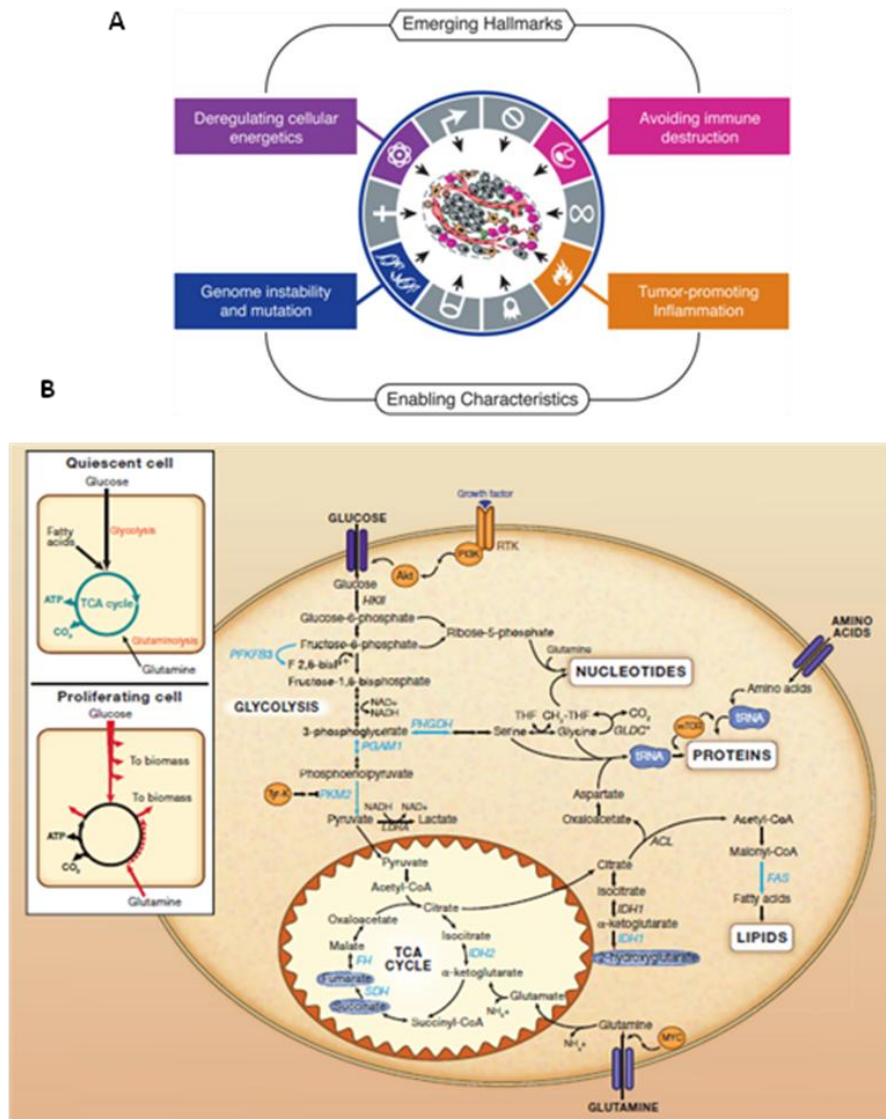 A
Emerging Hallmarks
Deregulating cellular
energetics
Avoiding immune
destruction
Genome instability
and mutation
Tumor-promoting
Inflammation
Enabling Characteristics
B
Quiescent cell
Glucose
Fatty
acids
Glycolysis
ATP
TCA cycle
CO₂
Glutaminolysis
Glutamine
Proliferating cell
Glucose
To biomass
To biomass
ATP
CO₂
Glutamine
Growth factor
GLUCOSE
RTK
PI3K
Akt
Glucose
HKII
Glucose-6-phosphate
Fructose-6-phosphate
Ribose-5-phosphate
PFKFB3
F 2,6-bisP
Fructose-1,6-bisphosphate
Glutamine
NUCLEOTIDES
AMINO
ACIDS
Amino acids
GLYCOLYSIS
NAD+
NADH
3-phosphoglycerate
PHGDH
Serine
THF
CH₂-THF
Glycine
CO₂
GLDC*
mTOR
tRNA
tRNA
PROTEINS
PGAM1
Phosphoenolpyruvate
Tyr-K
PKM2
NADH
NAD+
Pyruvate
LDHA
Lactate
Aspartate
Oxaloacetate
ACL
Acetyl-CoA
Malonyl-CoA
FAS
Fatty acids
LIPIDS
Pyruvate
Acetyl-CoA
Citrate
Citrate
Isocitrate
IDH1
α-ketoglutarate
IDH1
2-hydroxyglutarate
Oxaloacetate
Isocitrate
Malate
TCA
CYCLE
IDH2
FH
Fumarate
α-ketoglutarate
SDH
Succinate
Succinyl-CoA
Glutamate
NH₄+
Glutamine
NH₄+
MYC
GLUTAMINE